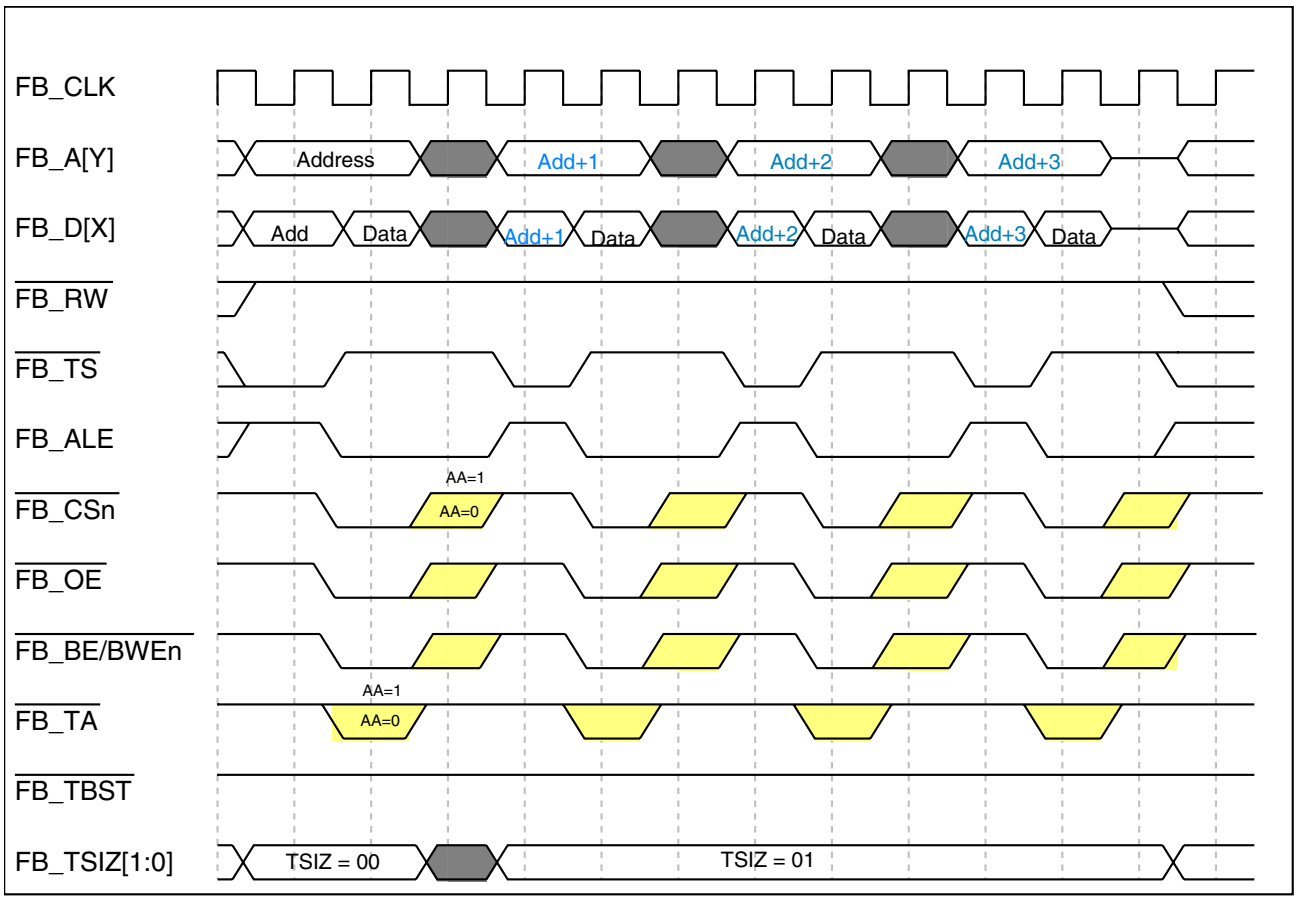 FB_CLK
FB_A[Y] Address Add+1 Add+2 Add+3
FB_D[X] Add Data Add+1 Data Add+2 Data Add+3 Data
FB_RW
FB_TS
FB_ALE
AA=1
FB_CSn AA=0
FB_OE
FB_BE/BWEn
AA=1
FB_TA AA=0
FB_TBST
FB_TSIZ[1:0] TSIZ = 00 TSIZ = 01